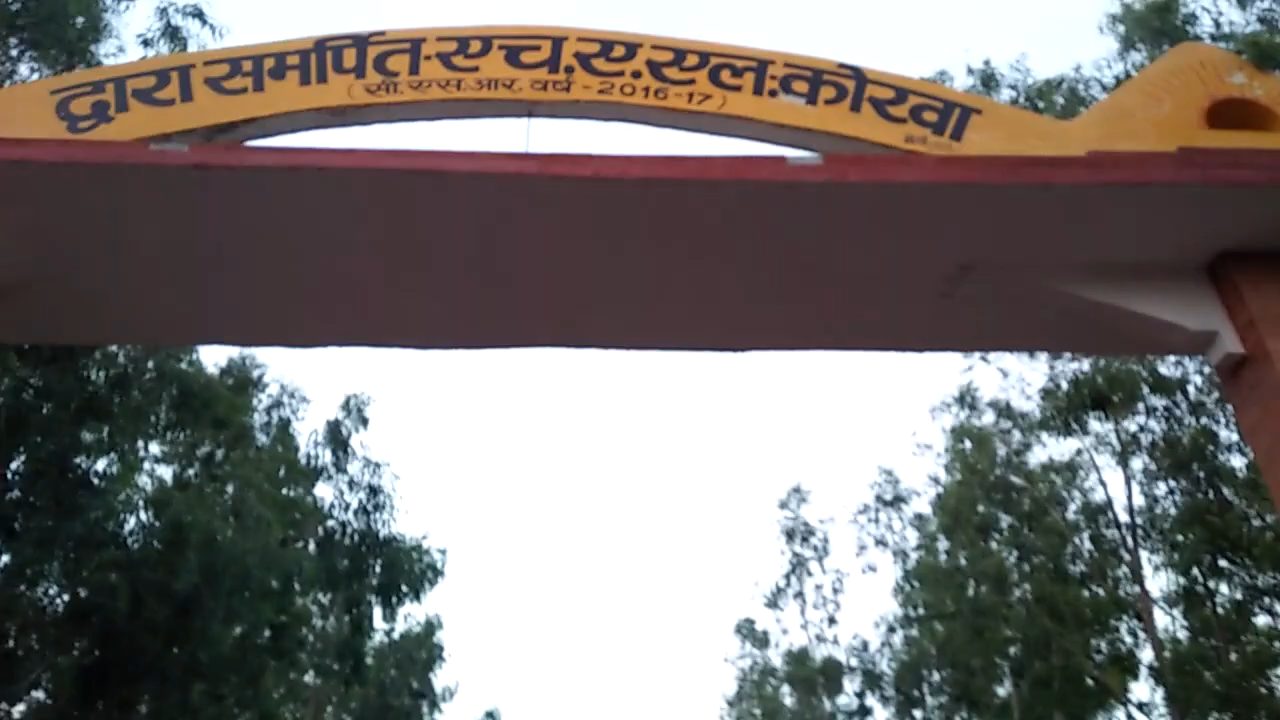 द्वारा समर्पित-एच.ए.एल.कोरवा
(सी.एस.आर. वर्ष - 2016-17)